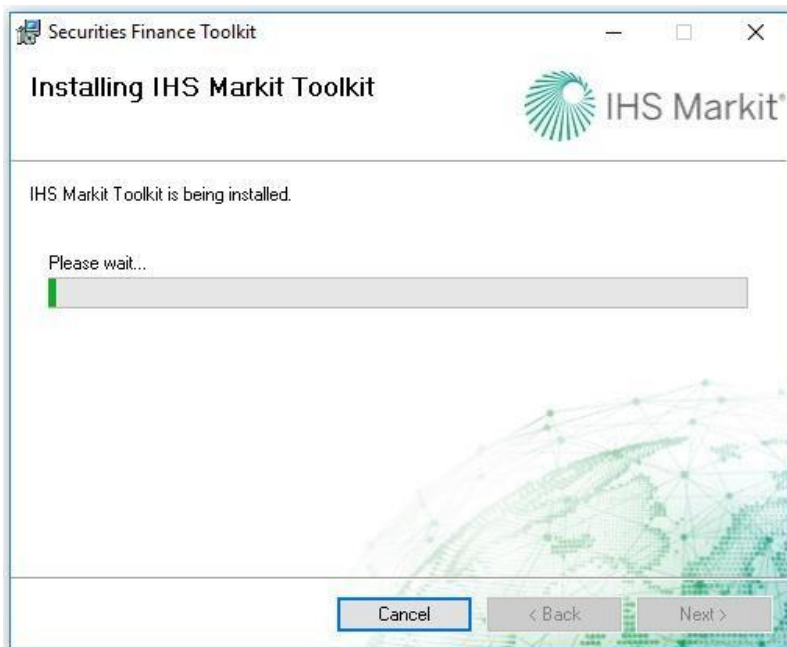 Securities Finance Toolkit
Installing IHS Markit Toolkit
IHS Markit®
IHS Markit Toolkit is being installed.
Please wait...
Cancel
< Back
Next >